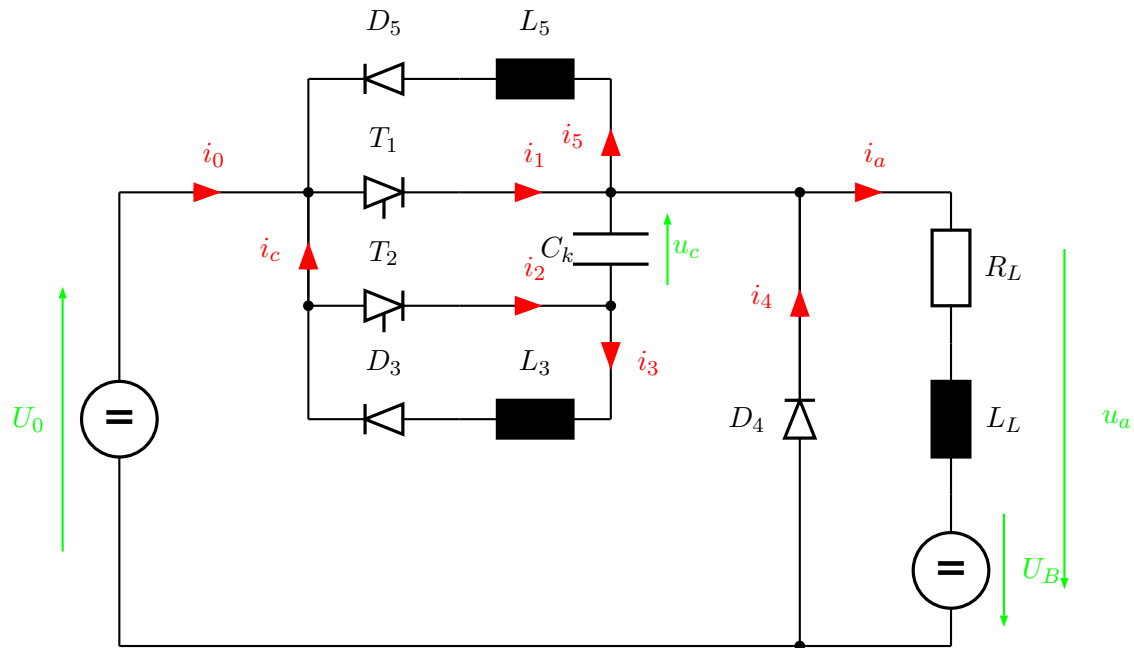 D5 L5
T1
i0 i1 i5 ia
ic T2 Ck uc
i2 RL
i4
D3 L3 i3
U0 = D4 LL ua
= UB